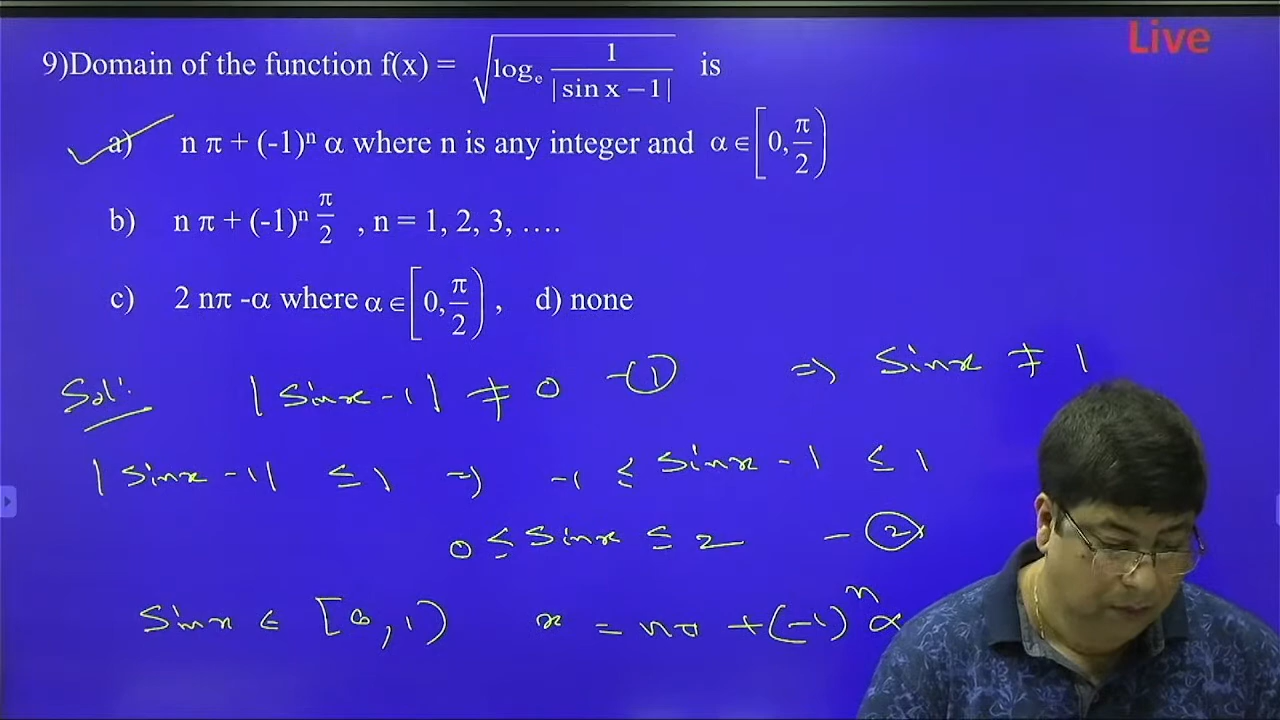 Live
9)Domain of the function f(x) = √(logₑ 1/|sin x −1|) is
a) n π + (-1)ⁿ α where n is any integer and α ∈ [0, π/2)
b) n π + (-1)ⁿ π/2 , n = 1, 2, 3, ….
c) 2 nπ -α where α ∈ [0, π/2) , d) none
Sol: |Sinx - 1| ≠ 0 -① => Sinx ≠ 1
|Sinx - 1| ≤ 1 => -1 ≤ Sinx - 1 ≤ 1
0 ≤ Sinx ≤ 2 - ②
Sinx ∈ [0, 1) x = nπ + (-1)ⁿ α